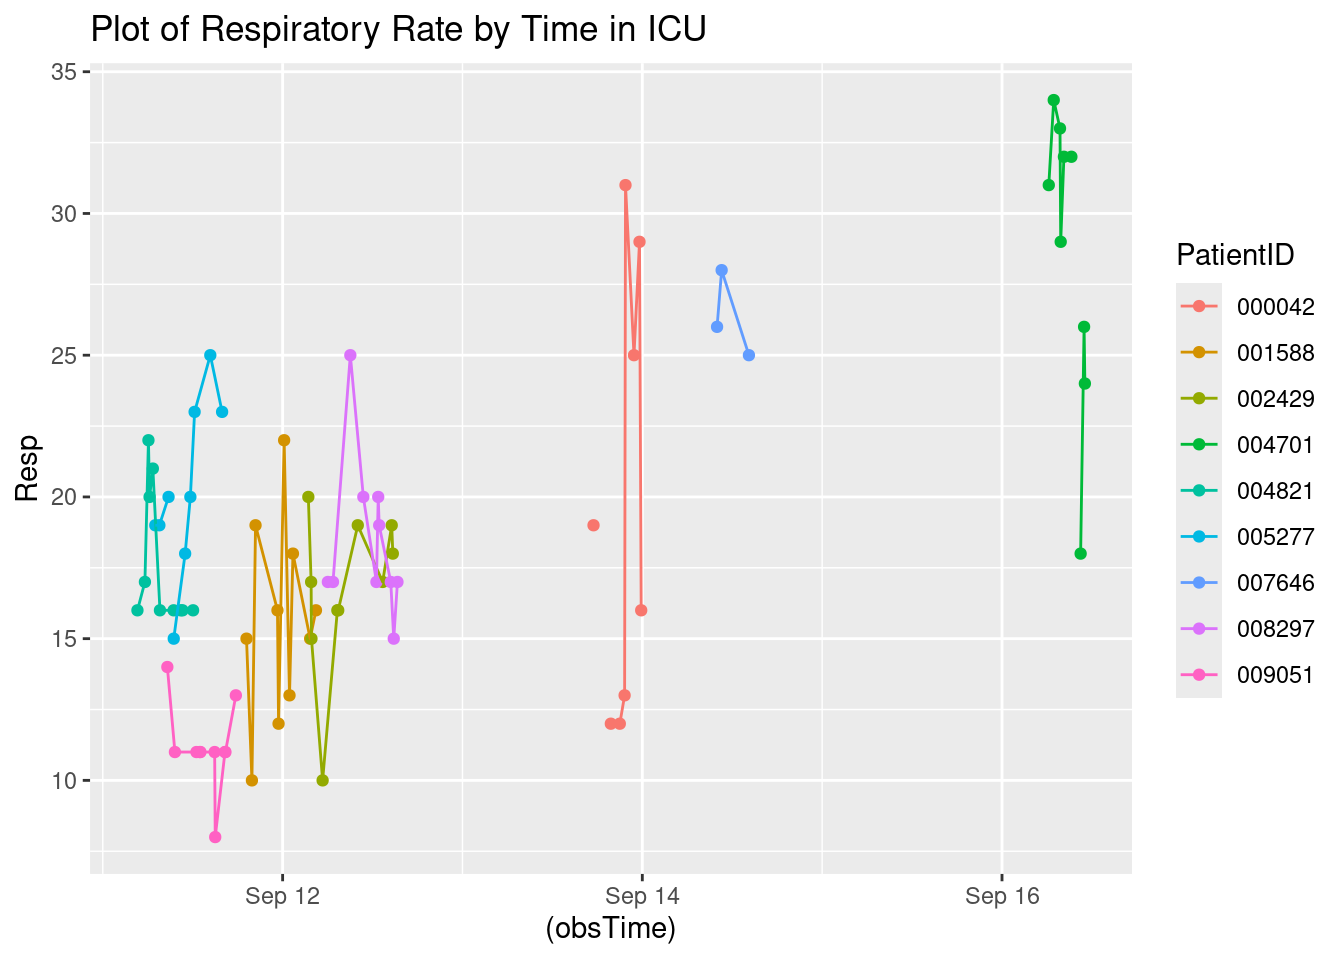 Plot of Respiratory Rate by Time in ICU
35
30
25
20
15
10
Resp
Sep 12
Sep 14
Sep 16
(obsTime)
PatientID
000042
001588
002429
004701
004821
005277
007646
008297
009051